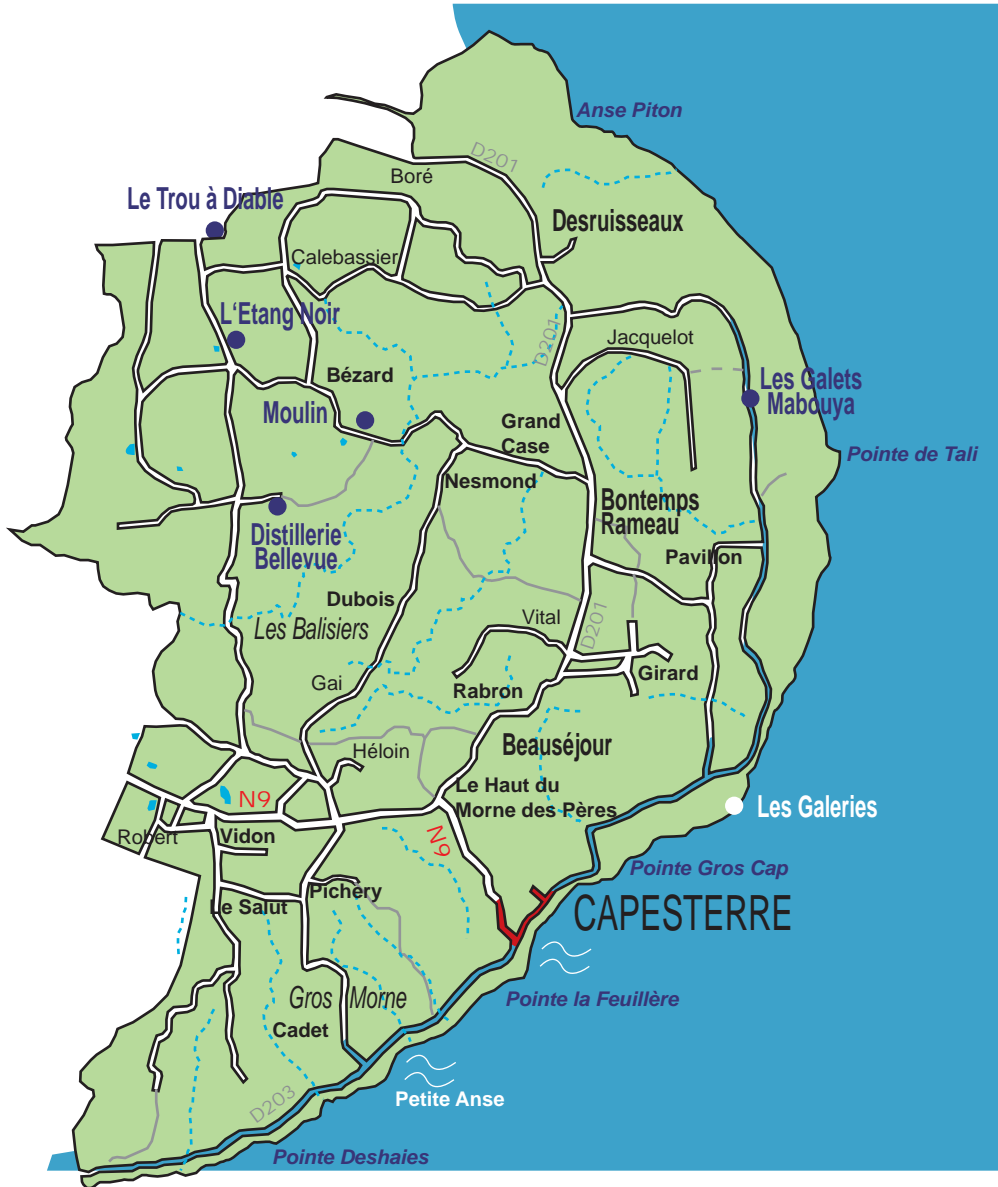 Anse Piton
D201
Boré
Le Trou à Diable
Desruisseaux
Calebassier
L'Etang Noir
D201
Jacquelot
Bézard
Les Galets
Mabouya
Moulin
Grand
Case
Pointe de Tali
Nesmond
Bontemps
Rameau
Distillerie
Bellevue
Pavillon
Dubois
Les Balisiers
Vital
D201
Gai
Rabron
Girard
Héloin
Beauséjour
Le Haut du
Morne des Pères
N9
Les Galeries
Robert
Vidon
N9
Pointe Gros Cap
Pichéry
Le Salut
CAPESTERRE
Gros Morne
Pointe la Feuillère
Cadet
Petite Anse
D203
Pointe Deshaies